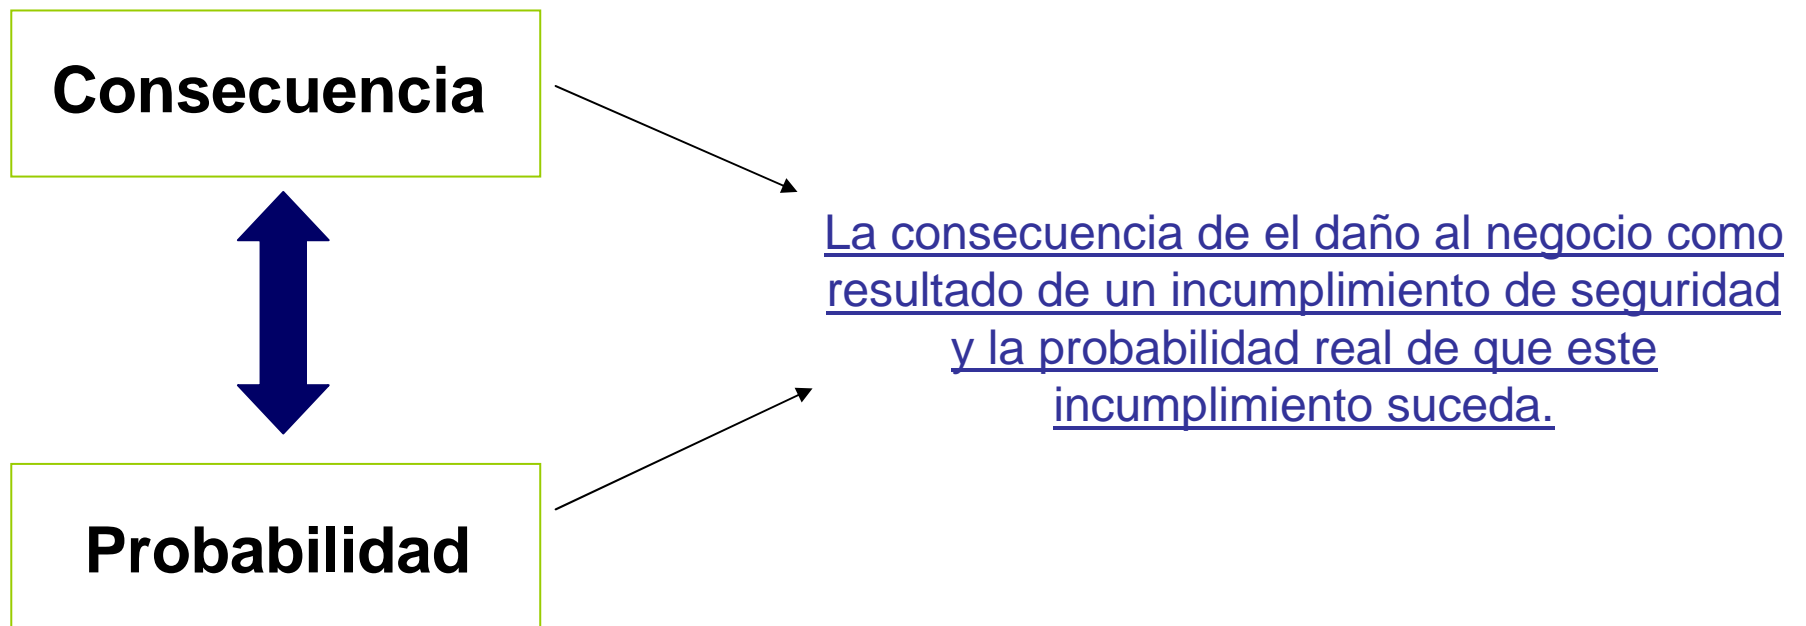 Consecuencia
La consecuencia de el daño al negocio como
resultado de un incumplimiento de seguridad
y la probabilidad real de que este
incumplimiento suceda.
Probabilidad